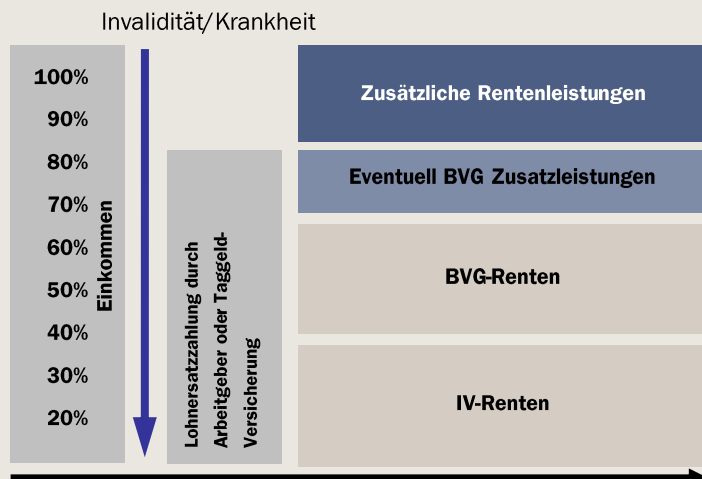 Invalidität/Krankheit
100%
90%
80%
70%
60%
50%
40%
30%
20%
Einkommen
Lohnersatzzahlung durch
Arbeitgeber oder Taggeld-
Versicherung
Zusätzliche Rentenleistungen
Eventuell BVG Zusatzleistungen
BVG-Renten
IV-Renten